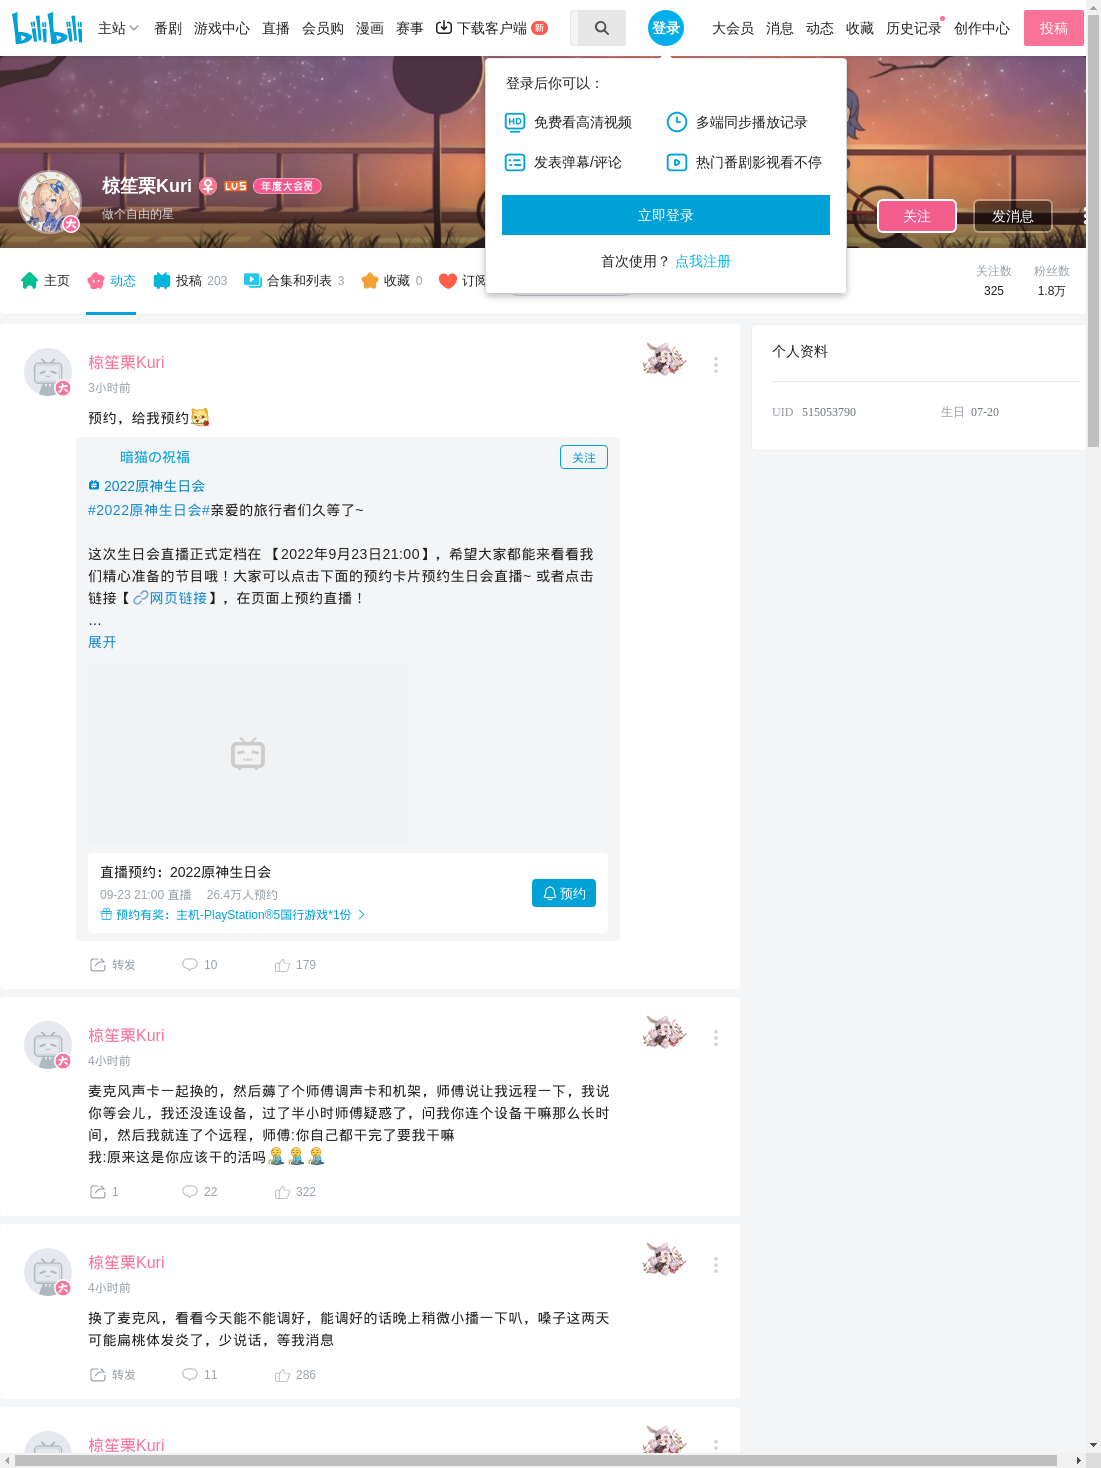 bilibili 主站 番剧 游戏中心 直播 会员购 漫画 赛事 下载客户端 新 登录 大会员 消息 动态 收藏 历史记录 创作中心 投稿
登录后你可以：
免费看高清视频 多端同步播放记录
发表弹幕/评论 热门番剧影视看不停
立即登录
首次使用？ 点我注册
椋笙栗Kuri LV5 年度大会员
做个自由的星
关注 发消息
主页 动态 投稿 203 合集和列表 3 收藏 0 订阅
关注数 粉丝数
325 1.8万
椋笙栗Kuri
3小时前
预约，给我预约
暗猫の祝福 关注
2022原神生日会
#2022原神生日会#亲爱的旅行者们久等了~
这次生日会直播正式定档在 【2022年9月23日21:00】，希望大家都能来看看我
们精心准备的节目哦！大家可以点击下面的预约卡片预约生日会直播~ 或者点击
链接【网页链接】，在页面上预约直播！
...
展开
直播预约：2022原神生日会
09-23 21:00 直播 26.4万人预约
预约有奖：主机-PlayStation®5国行游戏*1份
预约
转发 10 179
个人资料
UID 515053790 生日 07-20
椋笙栗Kuri
4小时前
麦克风声卡一起换的，然后薅了个师傅调声卡和机架，师傅说让我远程一下，我说
你等会儿，我还没连设备，过了半小时师傅疑惑了，问我你连个设备干嘛那么长时
间，然后我就连了个远程，师傅:你自己都干完了要我干嘛
我:原来这是你应该干的活吗
1 22 322
椋笙栗Kuri
4小时前
换了麦克风，看看今天能不能调好，能调好的话晚上稍微小播一下叭，嗓子这两天
可能扁桃体发炎了，少说话，等我消息
转发 11 286
椋笙栗Kuri